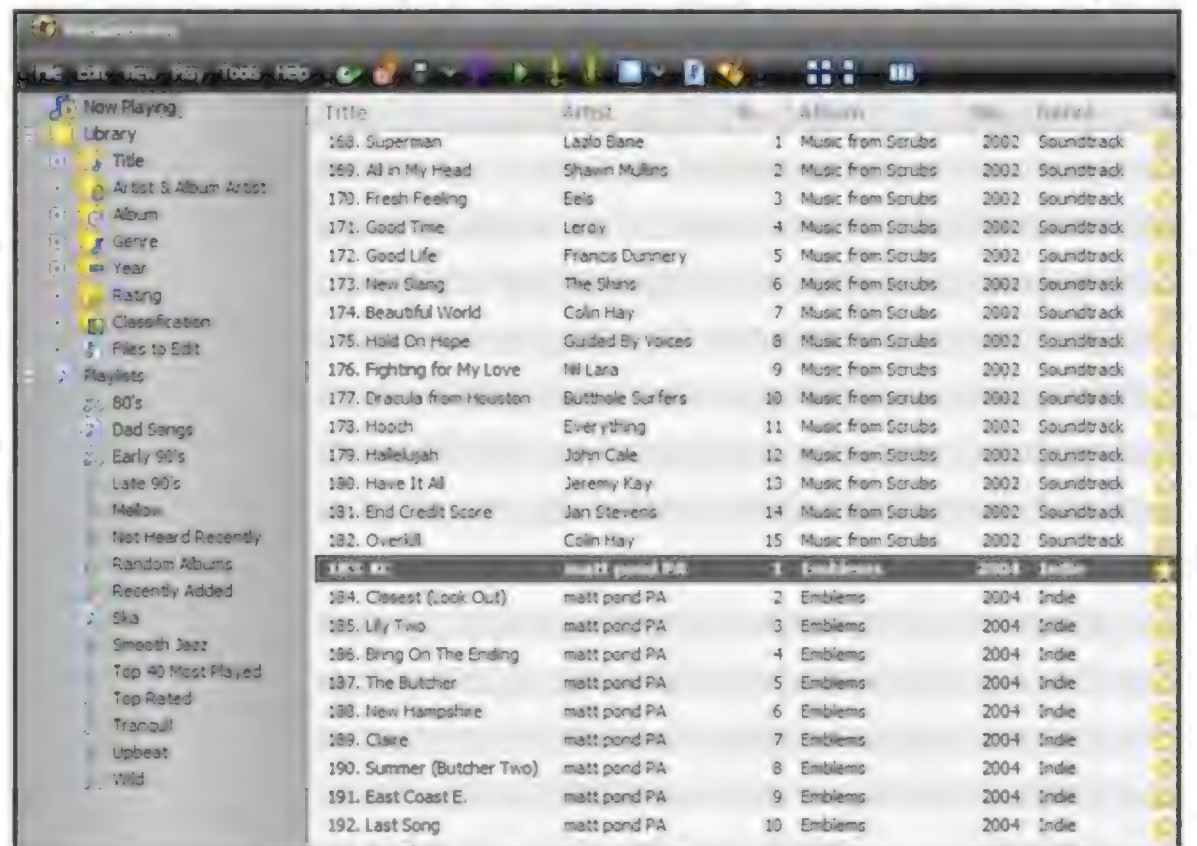 File Edit View Play Tools Help
Now Playing
Library
Title
Artist & Album Artist
Album
Genre
Year
Rating
Classification
Files to Edit
Playlists
80's
Dad Songs
Early 90's
Late 90's
Mellow
Not Heard Recently
Random Albums
Recently Added
Ska
Smooth Jazz
Top 40 Most Played
Top Rated
Tranquil
Upbeat
Wild
Title Artist Album Genre
168. Superman Lazlo Bane 1 Music from Scrubs 2002 Soundtrack
169. All in My Head Shawn Mullins 2 Music from Scrubs 2002 Soundtrack
170. Fresh Feeling Eels 3 Music from Scrubs 2002 Soundtrack
171. Good Time Leroy 4 Music from Scrubs 2002 Soundtrack
172. Good Life Francis Dunnery 5 Music from Scrubs 2002 Soundtrack
173. New Slang The Shins 6 Music from Scrubs 2002 Soundtrack
174. Beautiful World Colin Hay 7 Music from Scrubs 2002 Soundtrack
175. Hold On Hope Guided By Voices 8 Music from Scrubs 2002 Soundtrack
176. Fighting for My Love Nil Lara 9 Music from Scrubs 2002 Soundtrack
177. Dracula from Houston Butthole Surfers 10 Music from Scrubs 2002 Soundtrack
178. Hooch Everything 11 Music from Scrubs 2002 Soundtrack
179. Hallelujah John Cale 12 Music from Scrubs 2002 Soundtrack
180. Have It All Jeremy Kay 13 Music from Scrubs 2002 Soundtrack
181. End Credit Score Jan Stevens 14 Music from Scrubs 2002 Soundtrack
182. Overkill Colin Hay 15 Music from Scrubs 2002 Soundtrack
183. matt pond PA 1 Emblems 2004 Indie
184. Closest (Look Out) matt pond PA 2 Emblems 2004 Indie
185. Lily Two matt pond PA 3 Emblems 2004 Indie
186. Bring On The Ending matt pond PA 4 Emblems 2004 Indie
187. The Butcher matt pond PA 5 Emblems 2004 Indie
188. New Hampshire matt pond PA 6 Emblems 2004 Indie
189. Claire matt pond PA 7 Emblems 2004 Indie
190. Summer (Butcher Two) matt pond PA 8 Emblems 2004 Indie
191. East Coast E. matt pond PA 9 Emblems 2004 Indie
192. Last Song matt pond PA 10 Emblems 2004 Indie